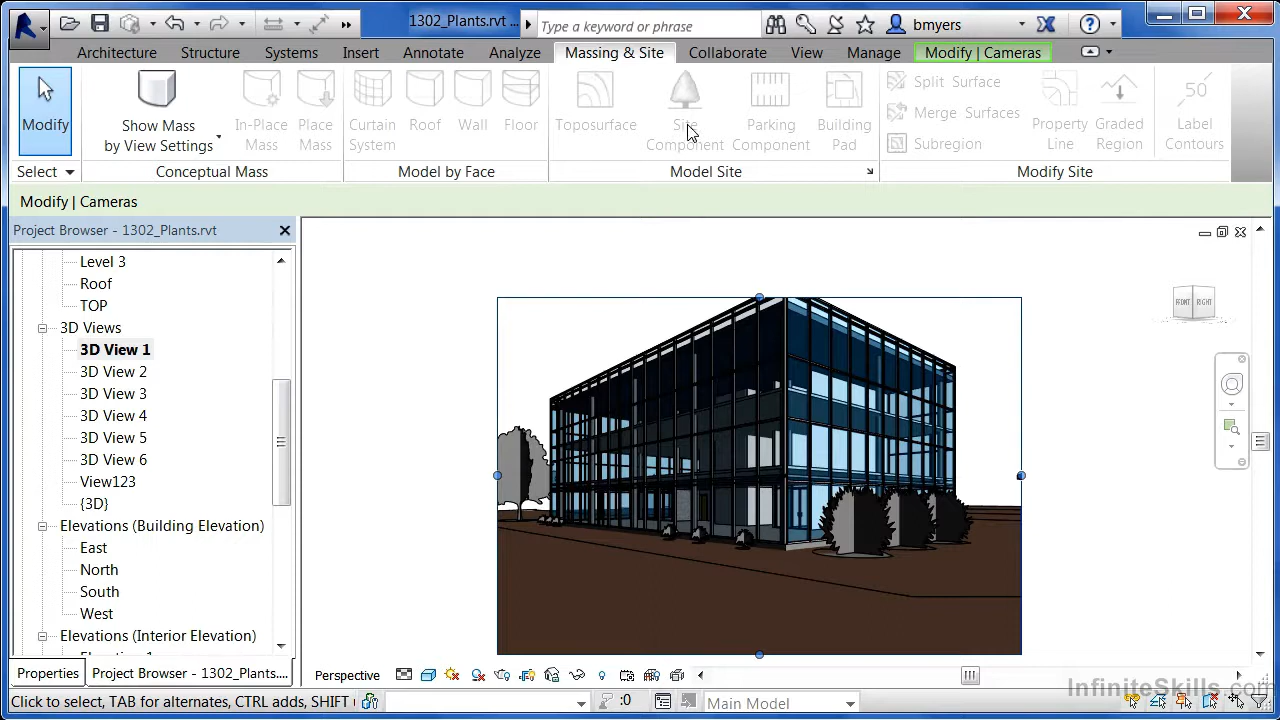 1302_Plants.rvt ...
Type a keyword or phrase
bmyers
Architecture Structure Systems Insert Annotate Analyze Massing & Site Collaborate View Manage Modify | Cameras
Modify
Show Mass
by View Settings
In-Place
Mass
Place
Mass
Curtain
System
Roof
Wall
Floor
Toposurface
Site
Component
Parking
Component
Building
Pad
Split Surface
Merge Surfaces
Subregion
Property
Line
Graded
Region
50
Label
Contours
Select
Conceptual Mass
Model by Face
Model Site
Modify Site
Modify | Cameras
Project Browser - 1302_Plants.rvt
Level 3
Roof
TOP
3D Views
3D View 1
3D View 2
3D View 3
3D View 4
3D View 5
3D View 6
View123
{3D}
Elevations (Building Elevation)
East
North
South
West
Elevations (Interior Elevation)
FRONT RIGHT
Properties
Project Browser - 1302_Plants....
Perspective
Click to select, TAB for alternates, CTRL adds, SHIFT
:0
Main Model
InfiniteSkills.com